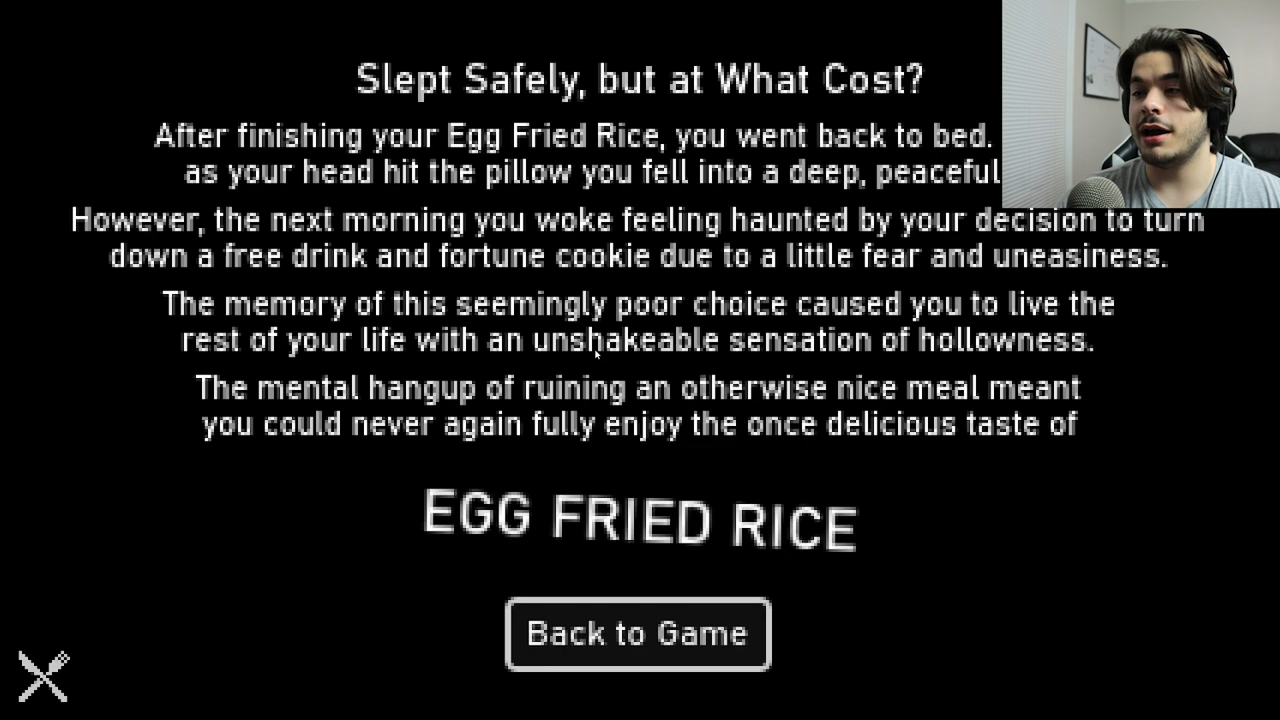 Slept Safely, but at What Cost?
After finishing your Egg Fried Rice, you went back to bed.
as your head hit the pillow you fell into a deep, peaceful
However, the next morning you woke feeling haunted by your decision to turn
down a free drink and fortune cookie due to a little fear and uneasiness.
The memory of this seemingly poor choice caused you to live the
rest of your life with an unshakeable sensation of hollowness.
The mental hangup of ruining an otherwise nice meal meant
you could never again fully enjoy the once delicious taste of
EGG FRIED RICE
Back to Game